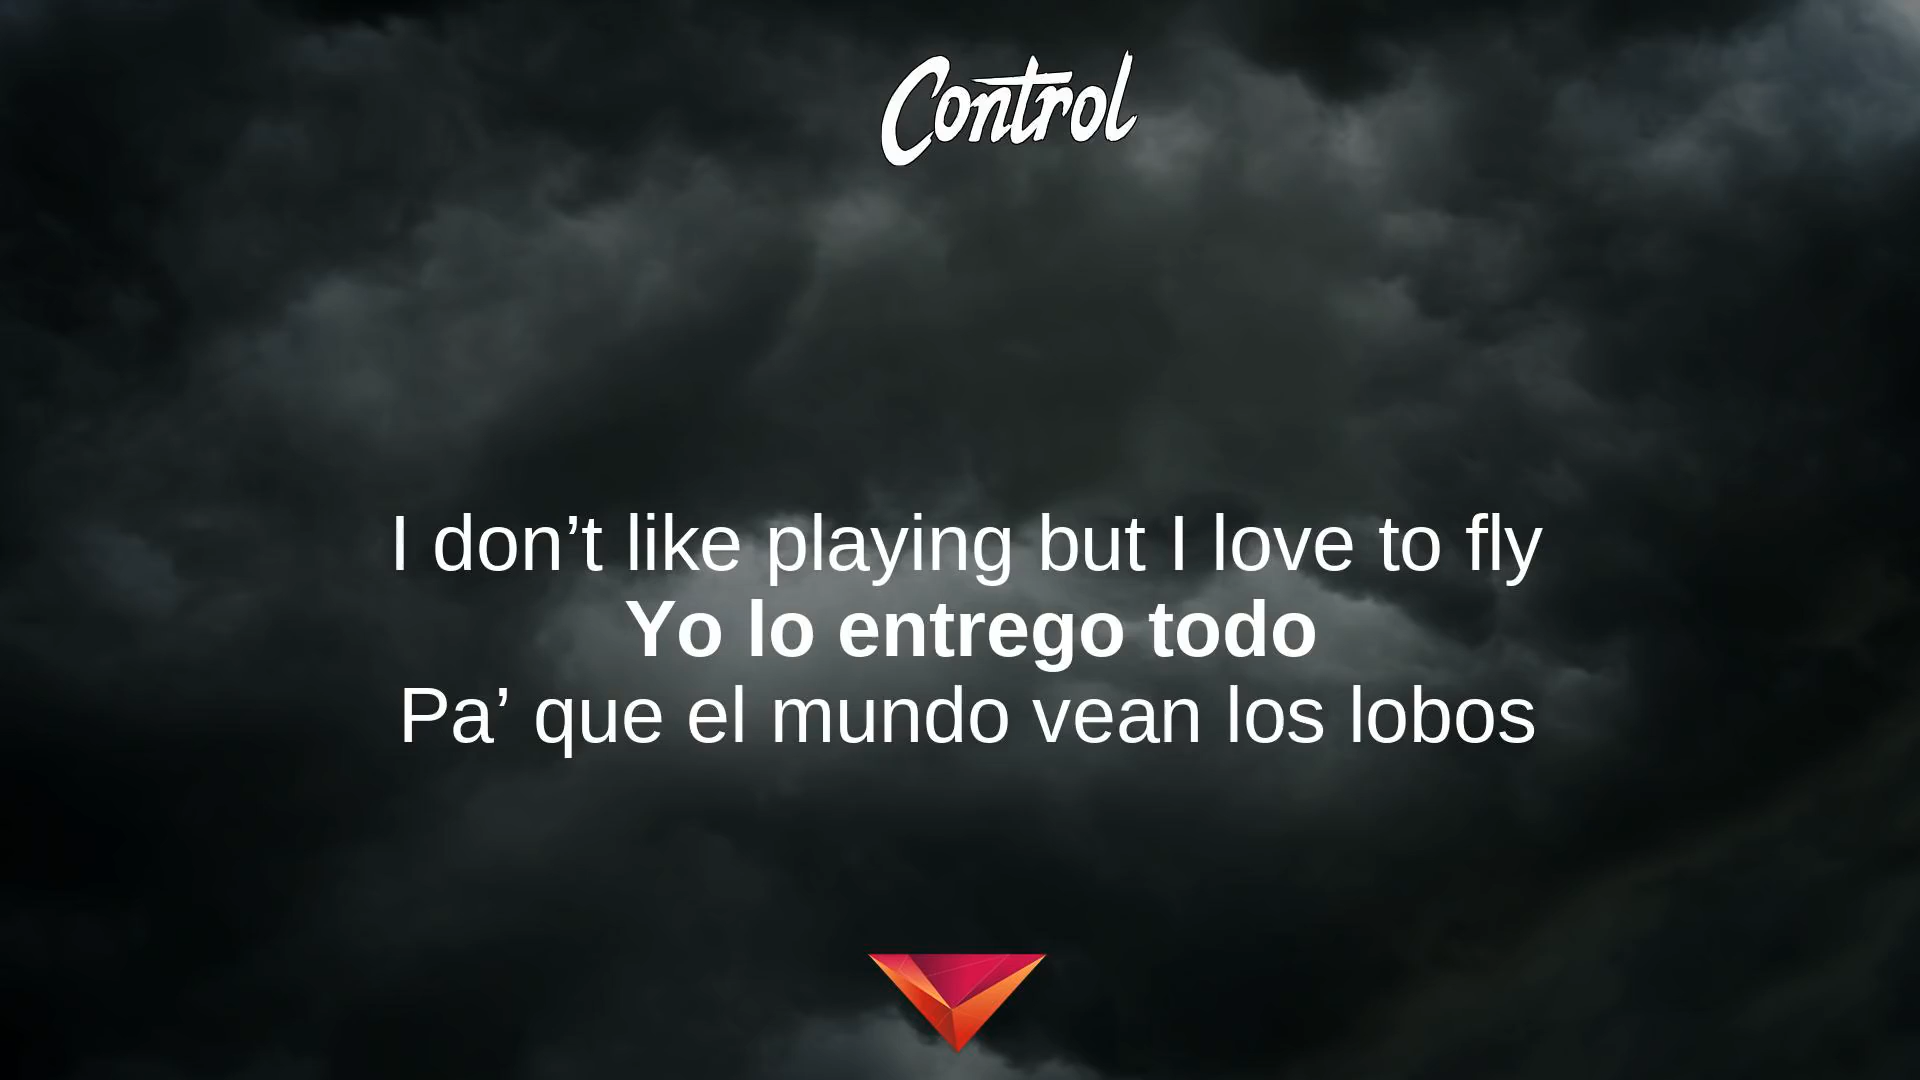 Control
I don’t like playing but I love to fly
Yo lo entrego todo
Pa’ que el mundo vean los lobos